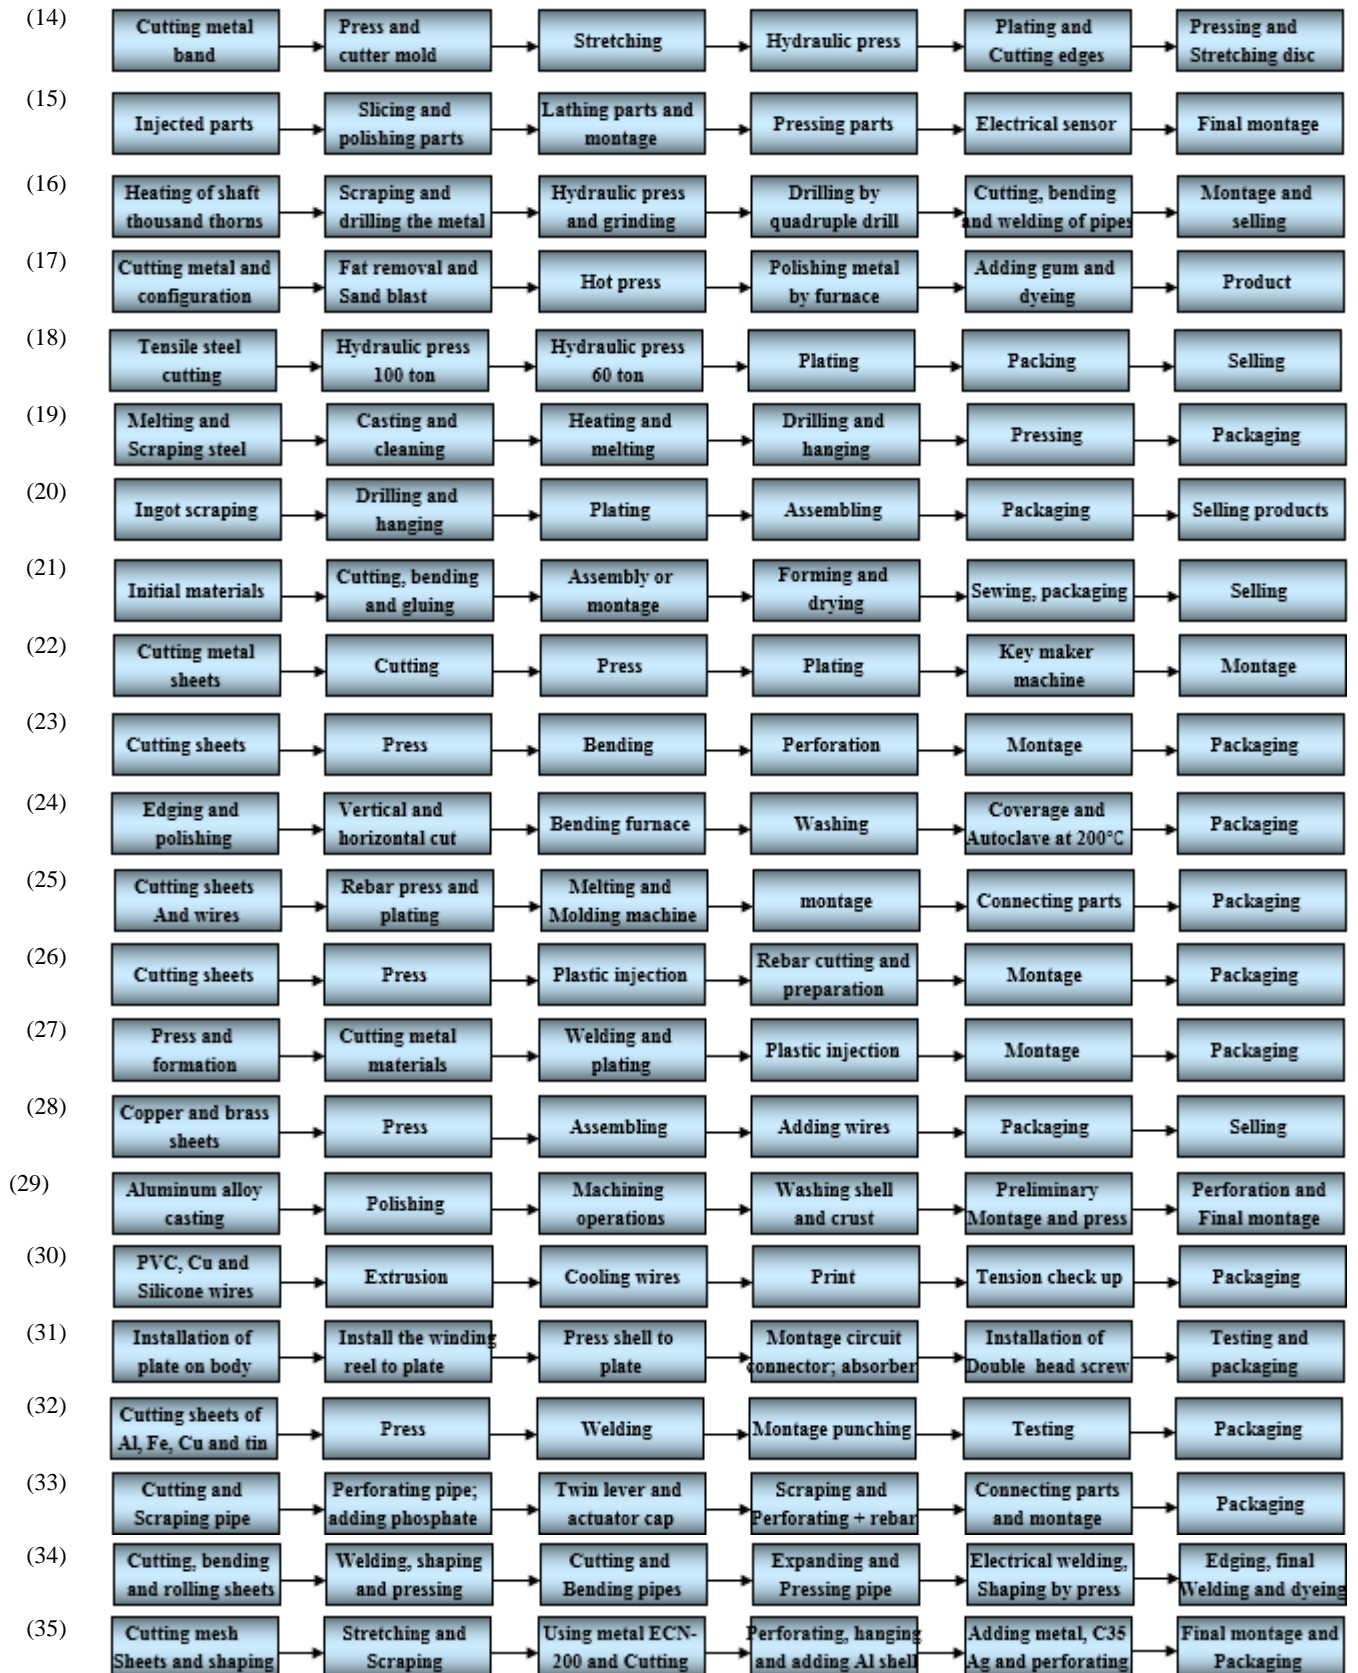 (14)
Cutting metal
band
Press and
cutter mold
Stretching
Hydraulic press
Plating and
Cutting edges
Pressing and
Stretching disc
(15)
Injected parts
Slicing and
polishing parts
Lathing parts and
montage
Pressing parts
Electrical sensor
Final montage
(16)
Heating of shaft
thousand thorns
Scraping and
drilling the metal
Hydraulic press
and grinding
Drilling by
quadruple drill
Cutting, bending
and welding of pipes
Montage and
selling
(17)
Cutting metal and
configuration
Fat removal and
Sand blast
Hot press
Polishing metal
by furnace
Adding gum and
dyeing
Product
(18)
Tensile steel
cutting
Hydraulic press
100 ton
Hydraulic press
60 ton
Plating
Packing
Selling
(19)
Melting and
Scraping steel
Casting and
cleaning
Heating and
melting
Drilling and
hanging
Pressing
Packaging
(20)
Ingot scraping
Drilling and
hanging
Plating
Assembling
Packaging
Selling products
(21)
Initial materials
Cutting, bending
and gluing
Assembly or
montage
Forming and
drying
Sewing, packaging
Selling
(22)
Cutting metal
sheets
Cutting
Press
Plating
Key maker
machine
Montage
(23)
Cutting sheets
Press
Bending
Perforation
Montage
Packaging
(24)
Edging and
polishing
Vertical and
horizontal cut
Bending furnace
Washing
Coverage and
Autoclave at 200°C
Packaging
(25)
Cutting sheets
And wires
Rebar press and
plating
Melting and
Molding machine
montage
Connecting parts
Packaging
(26)
Cutting sheets
Press
Plastic injection
Rebar cutting and
preparation
Montage
Packaging
(27)
Press and
formation
Cutting metal
materials
Welding and
plating
Plastic injection
Montage
Packaging
(28)
Copper and brass
sheets
Press
Assembling
Adding wires
Packaging
Selling
(29)
Aluminum alloy
casting
Polishing
Machining
operations
Washing shell
and crust
Preliminary
Montage and press
Perforation and
Final montage
(30)
PVC, Cu and
Silicone wires
Extrusion
Cooling wires
Print
Tension check up
Packaging
(31)
Installation of
plate on body
Install the winding
reel to plate
Press shell to
plate
Montage circuit
connector; absorber
Installation of
Double head screw
Testing and
packaging
(32)
Cutting sheets of
Al, Fe, Cu and tin
Press
Welding
Montage punching
Testing
Packaging
(33)
Cutting and
Scraping pipe
Perforating pipe;
adding phosphate
Twin lever and
actuator cap
Scraping and
Perforating + rebar
Connecting parts
and montage
Packaging
(34)
Cutting, bending
and rolling sheets
Welding, shaping
and pressing
Cutting and
Bending pipes
Expanding and
Pressing pipe
Electrical welding,
Shaping by press
Edging, final
Welding and dyeing
(35)
Cutting mesh
Sheets and shaping
Stretching and
Scraping
Using metal ECN-
200 and Cutting
Perforating, hanging
and adding Al shell
Adding metal, C35
Ag and perforating
Final montage and
Packaging